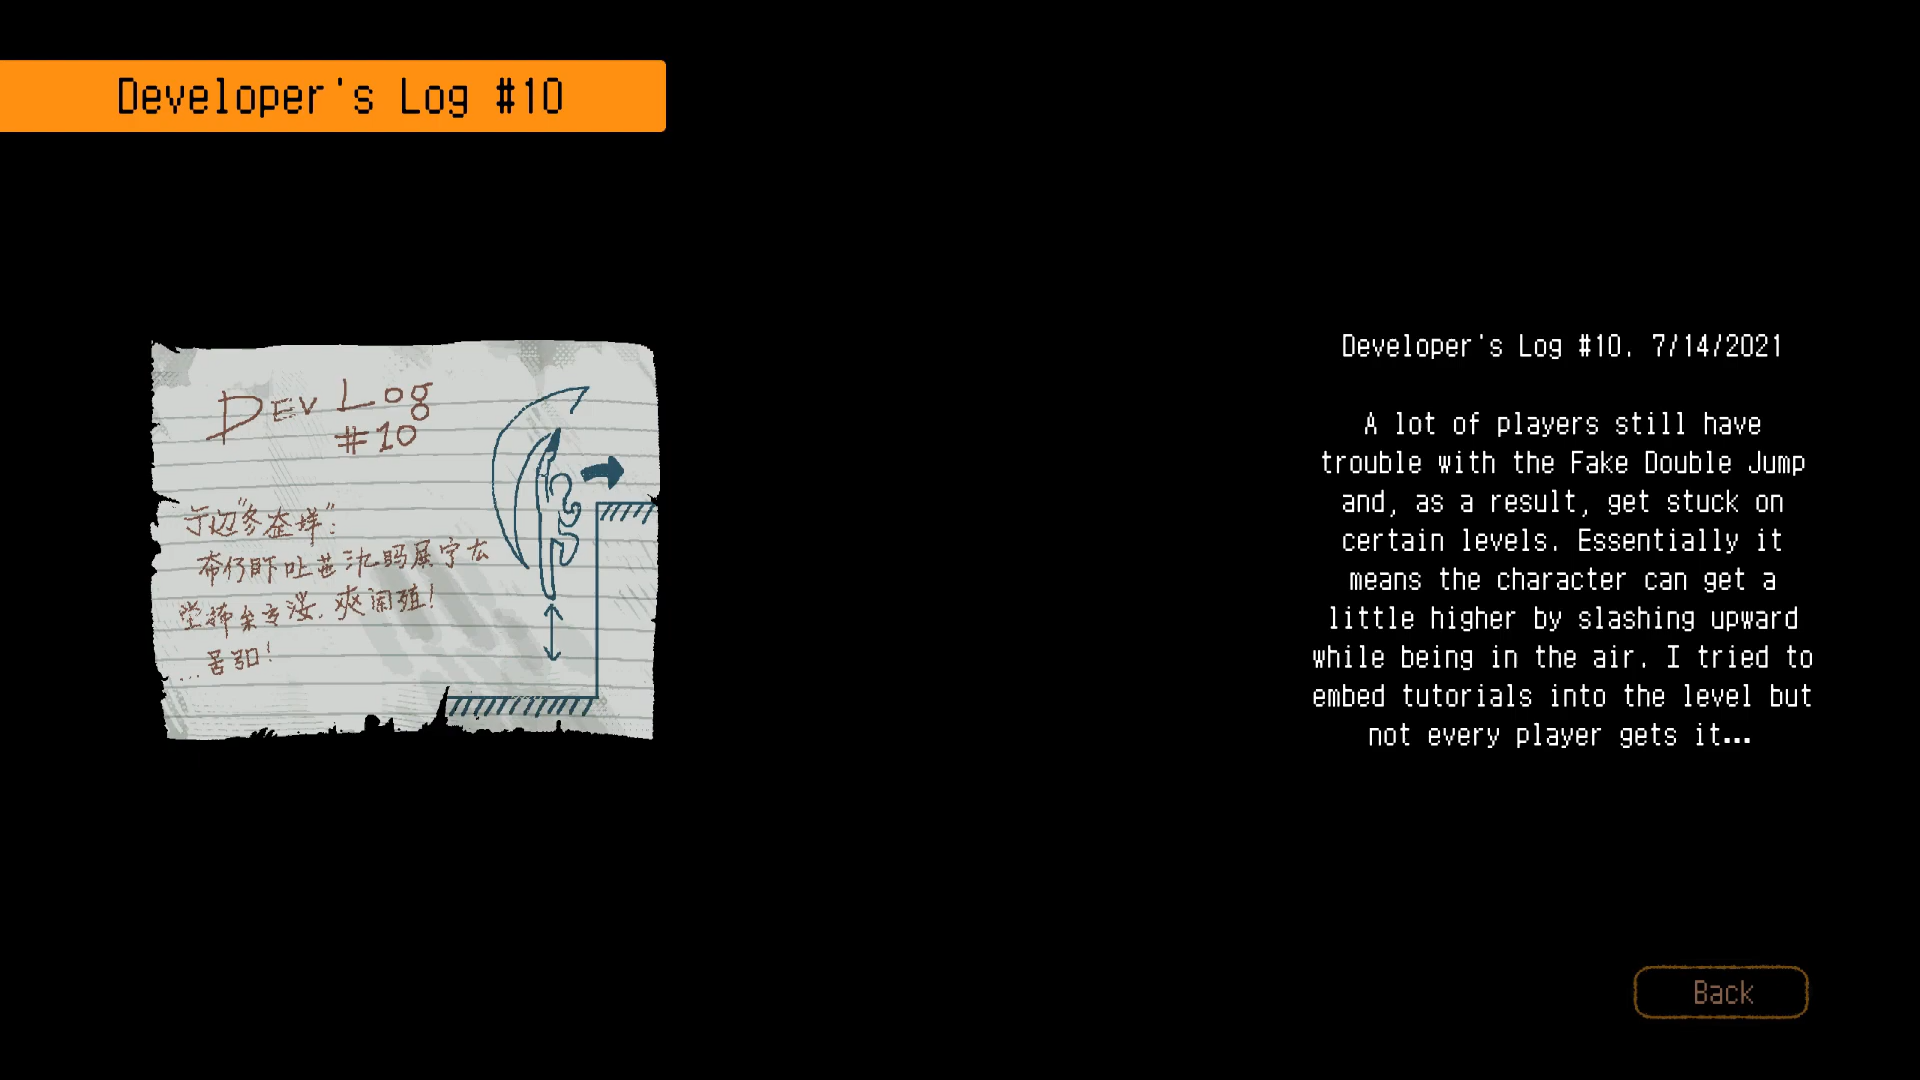 Developer's Log #10
DEV Log
#10
Developer's Log #10. 7/14/2021
A lot of players still have
trouble with the Fake Double Jump
and, as a result, get stuck on
certain levels. Essentially it
means the character can get a
little higher by slashing upward
while being in the air. I tried to
embed tutorials into the level but
not every player gets it...
Back